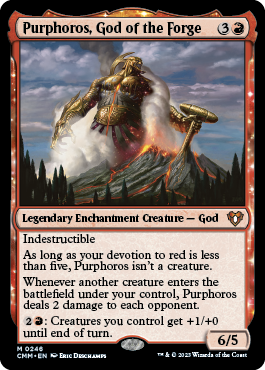 Purphoros, God of the Forge 3
Legendary Enchantment Creature — God
Indestructible
As long as your devotion to red is less
than five, Purphoros isn't a creature.
Whenever another creature enters the
battlefield under your control, Purphoros
deals 2 damage to each opponent.
2: Creatures you control get +1/+0
until end of turn.
6/5
M 0246
CMM • EN Eric Deschamps
™ & © 2023 Wizards of the Coast